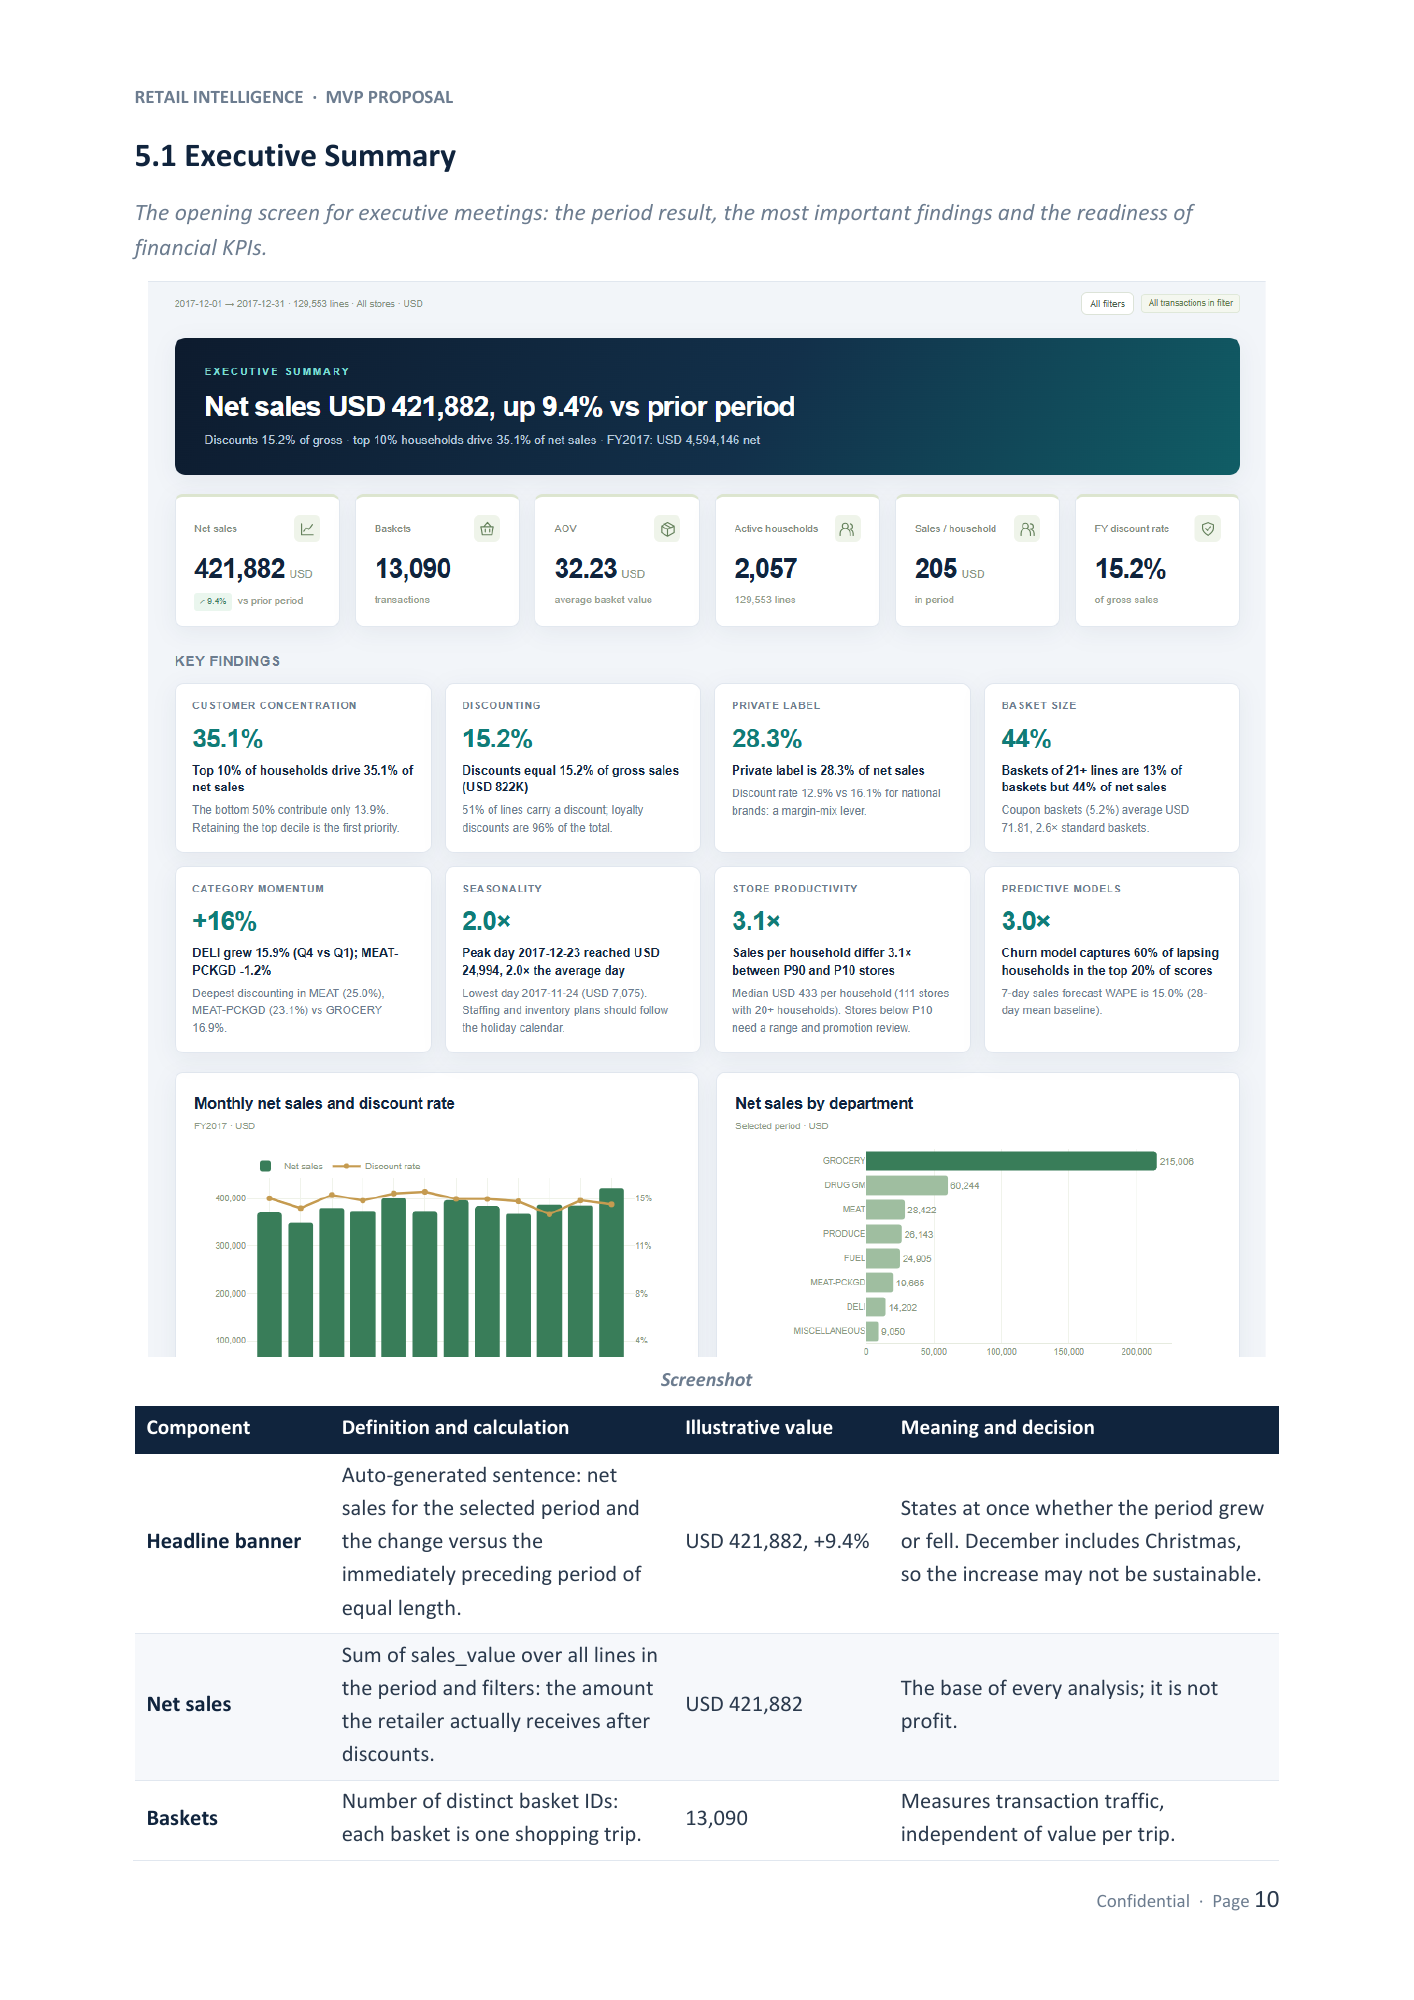 RETAIL INTELLIGENCE · MVP PROPOSAL
5.1 Executive Summary
The opening screen for executive meetings: the period result, the most important findings and the readiness of
financial KPIs.
2017-12-01 → 2017-12-31 · 129,553 lines · All stores · USD
All filters
All transactions in filter
EXECUTIVE SUMMARY
Net sales USD 421,882, up 9.4% vs prior period
Discounts 15.2% of gross · top 10% households drive 35.1% of net sales · FY2017: USD 4,594,146 net
Net sales
421,882 USD
↗ 9.4% vs prior period
Baskets
13,090
transactions
AOV
32.23 USD
average basket value
Active households
2,057
129,553 lines
Sales / household
205 USD
in period
FY discount rate
15.2%
of gross sales
KEY FINDINGS
CUSTOMER CONCENTRATION
35.1%
Top 10% of households drive 35.1% of
net sales
The bottom 50% contribute only 13.9%.
Retaining the top decile is the first priority.
DISCOUNTING
15.2%
Discounts equal 15.2% of gross sales
(USD 822K)
51% of lines carry a discount; loyalty
discounts are 96% of the total.
PRIVATE LABEL
28.3%
Private label is 28.3% of net sales
Discount rate 12.9% vs 16.1% for national
brands: a margin-mix lever.
BASKET SIZE
44%
Baskets of 21+ lines are 13% of
baskets but 44% of net sales
Coupon baskets (5.2%) average USD
71.81, 2.6× standard baskets.
CATEGORY MOMENTUM
+16%
DELI grew 15.9% (Q4 vs Q1); MEAT-
PCKGD -1.2%
Deepest discounting in MEAT (25.0%),
MEAT-PCKGD (23.1%) vs GROCERY
16.9%.
SEASONALITY
2.0×
Peak day 2017-12-23 reached USD
24,994, 2.0× the average day
Lowest day 2017-11-24 (USD 7,075).
Staffing and inventory plans should follow
the holiday calendar.
STORE PRODUCTIVITY
3.1×
Sales per household differ 3.1×
between P90 and P10 stores
Median USD 433 per household (111 stores
with 20+ households). Stores below P10
need a range and promotion review.
PREDICTIVE MODELS
3.0×
Churn model captures 60% of lapsing
households in the top 20% of scores
7-day sales forecast WAPE is 15.0% (28-
day mean baseline).
Monthly net sales and discount rate
FY2017 · USD
Net sales
Discount rate
400,000
300,000
200,000
100,000
15%
11%
8%
4%
Net sales by department
Selected period · USD
GROCERY 215,006
DRUG GM 60,244
MEAT 28,422
PRODUCE 26,143
FUEL 24,905
MEAT-PCKGD 19,665
DELI 14,202
MISCELLANEOUS 9,050
0 50,000 100,000 150,000 200,000
Screenshot
Component
Definition and calculation
Illustrative value
Meaning and decision
Headline banner
Auto-generated sentence: net
sales for the selected period and
the change versus the
immediately preceding period of
equal length.
USD 421,882, +9.4%
States at once whether the period grew
or fell. December includes Christmas,
so the increase may not be sustainable.
Net sales
Sum of sales_value over all lines in
the period and filters: the amount
the retailer actually receives after
discounts.
USD 421,882
The base of every analysis; it is not
profit.
Baskets
Number of distinct basket IDs:
each basket is one shopping trip.
13,090
Measures transaction traffic,
independent of value per trip.
Confidential · Page 10